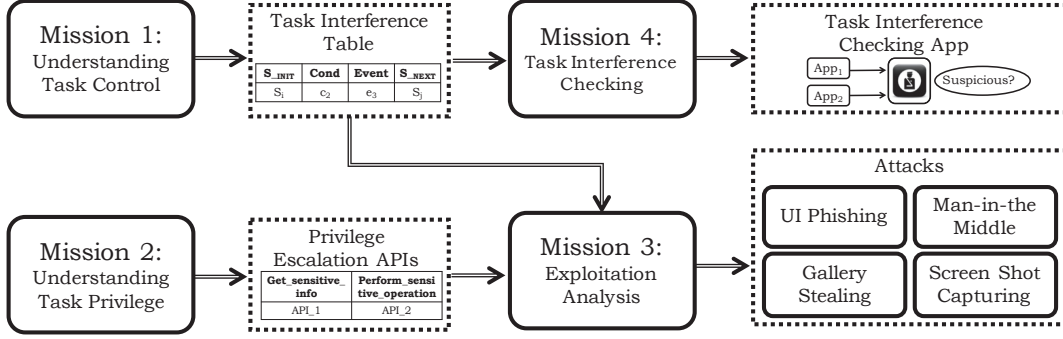 Mission 1:
Understanding
Task Control
Task Interference
Table
S_INIT Cond Event S_NEXT
Si c2 e3 Sj
Mission 4:
Task Interference
Checking
Task Interference
Checking App
App1
App2
Suspicious?
Mission 2:
Understanding
Task Privilege
Privilege
Escalation APIs
Get_sensitive_
info
Perform_sensi
tive_operation
API_1 API_2
Mission 3:
Exploitation
Analysis
Attacks
UI Phishing
Man-in-the
Middle
Gallery
Stealing
Screen Shot
Capturing